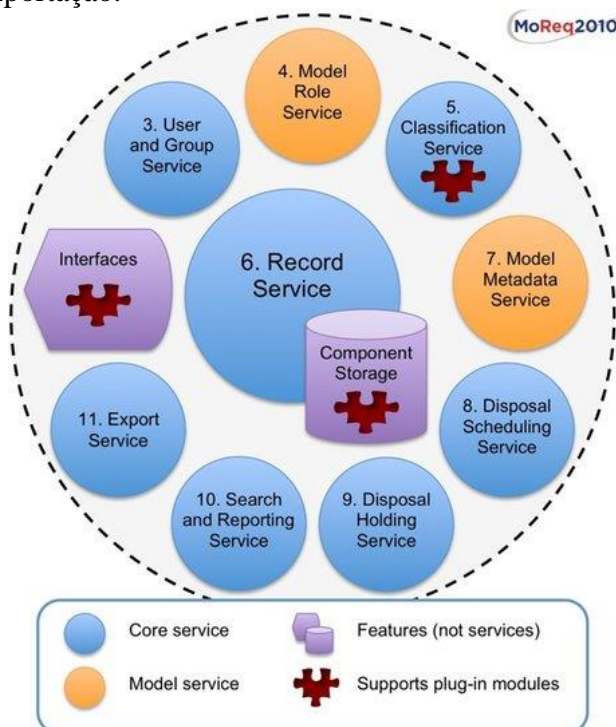 MoReq2010
4. Model
Role
Service
3. User
and Group
Service
5.
Classification
Service
Interfaces
6. Record
Service
7. Model
Metadata
Service
Component
Storage
11. Export
Service
8. Disposal
Scheduling
Service
10. Search
and Reporting
Service
9. Disposal
Holding
Service
Core service
Features (not services)
Model service
Supports plug-in modules